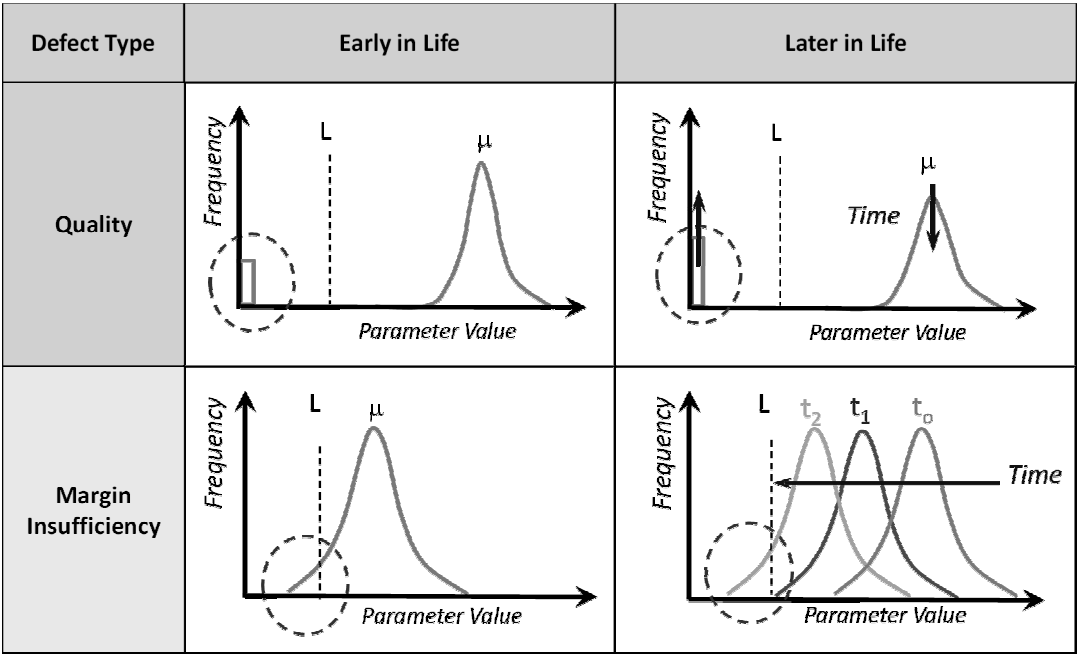 Defect Type
Early in Life
Later in Life
Quality
Frequency
L
μ
Parameter Value
Frequency
L
μ
Time
Parameter Value
Margin
Insufficiency
Frequency
L
μ
Parameter Value
Frequency
L
t₂
t₁
tₒ
Time
Parameter Value